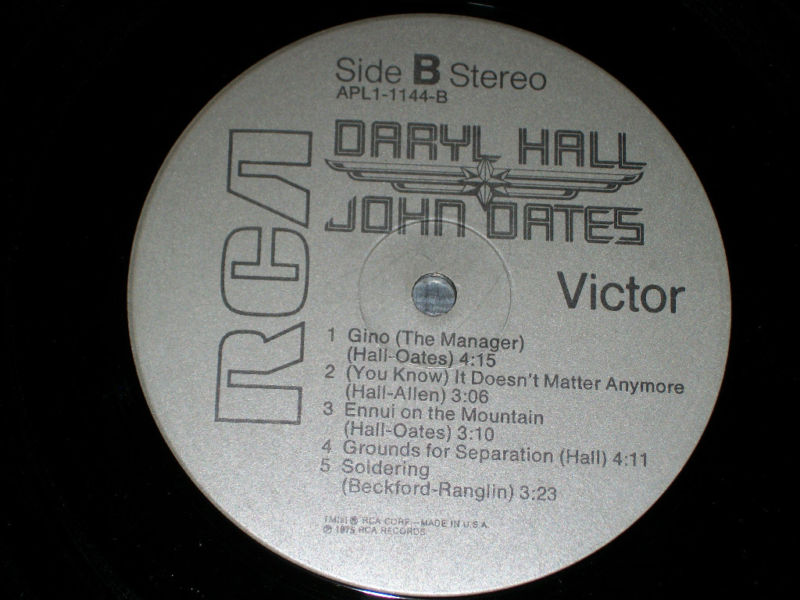 Side B Stereo
APL1-1144-B
DARYL HALL
JOHN OATES
RCA
Victor
1 Gino (The Manager)
(Hall-Oates) 4:15
2 (You Know) It Doesn't Matter Anymore
(Hall-Allen) 3:06
3 Ennui on the Mountain
(Hall-Oates) 3:10
4 Grounds for Separation (Hall) 4:11
5 Soldering
(Beckford-Ranglin) 3:23
TM(s) ® RCA CORP.—MADE IN U.S.A.
℗ 1975 RCA RECORDS